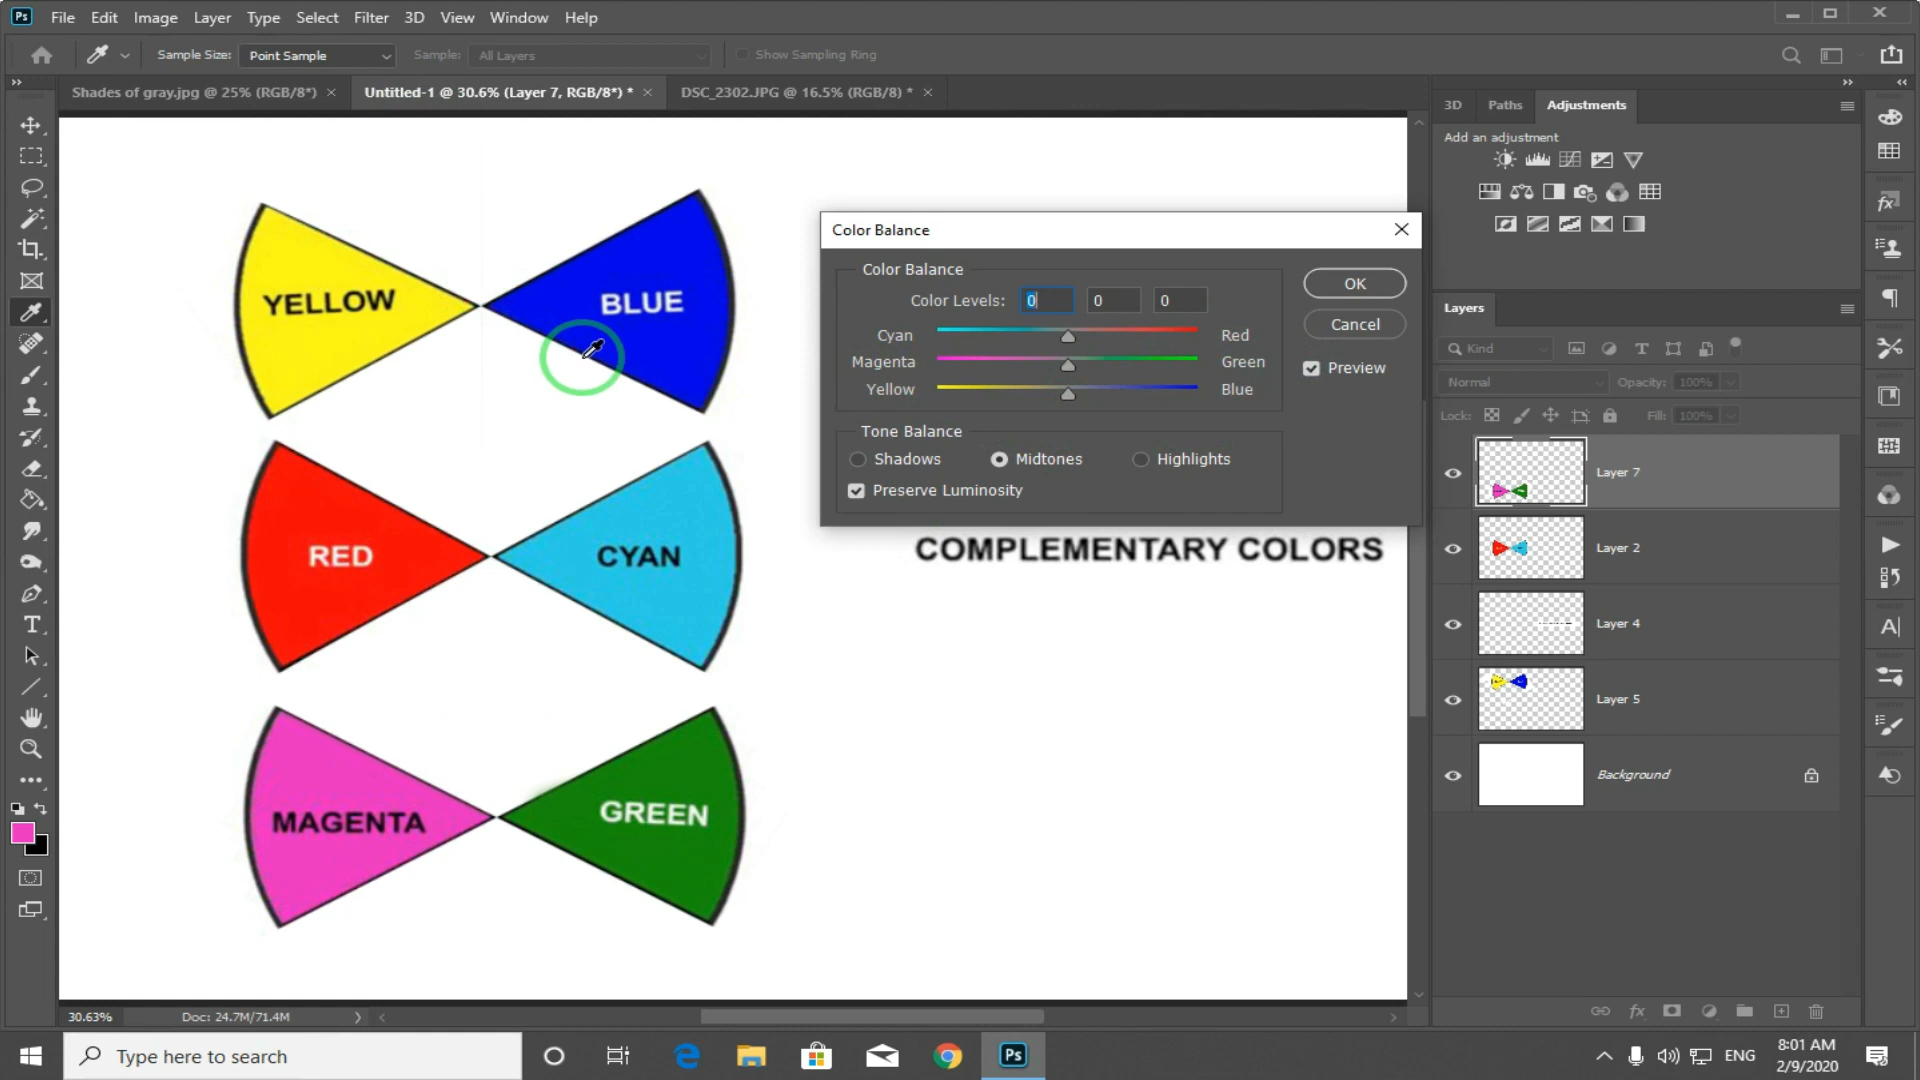 Ps File Edit Image Layer Type Select Filter 3D View Window Help
Sample Size: Point Sample Sample: All Layers Show Sampling Ring
Shades of gray.jpg @ 25% (RGB/8*) × Untitled-1 @ 30.6% (Layer 7, RGB/8*) * × DSC_2302.JPG @ 16.5% (RGB/8) * ×
3D Paths Adjustments
Add an adjustment
YELLOW BLUE
RED CYAN
MAGENTA GREEN
COMPLEMENTARY COLORS
Color Balance
Color Balance
Color Levels: 0 0 0
Cyan Red
Magenta Green
Yellow Blue
OK
Cancel
Preview
Tone Balance
Shadows Midtones Highlights
Preserve Luminosity
Layers
Kind
Normal Opacity: 100%
Lock: Fill: 100%
Layer 7
Layer 2
Layer 4
Layer 5
Background
30.63% Doc: 24.7M/71.4M
Type here to search
Ps
ENG
8:01 AM
2/9/2020